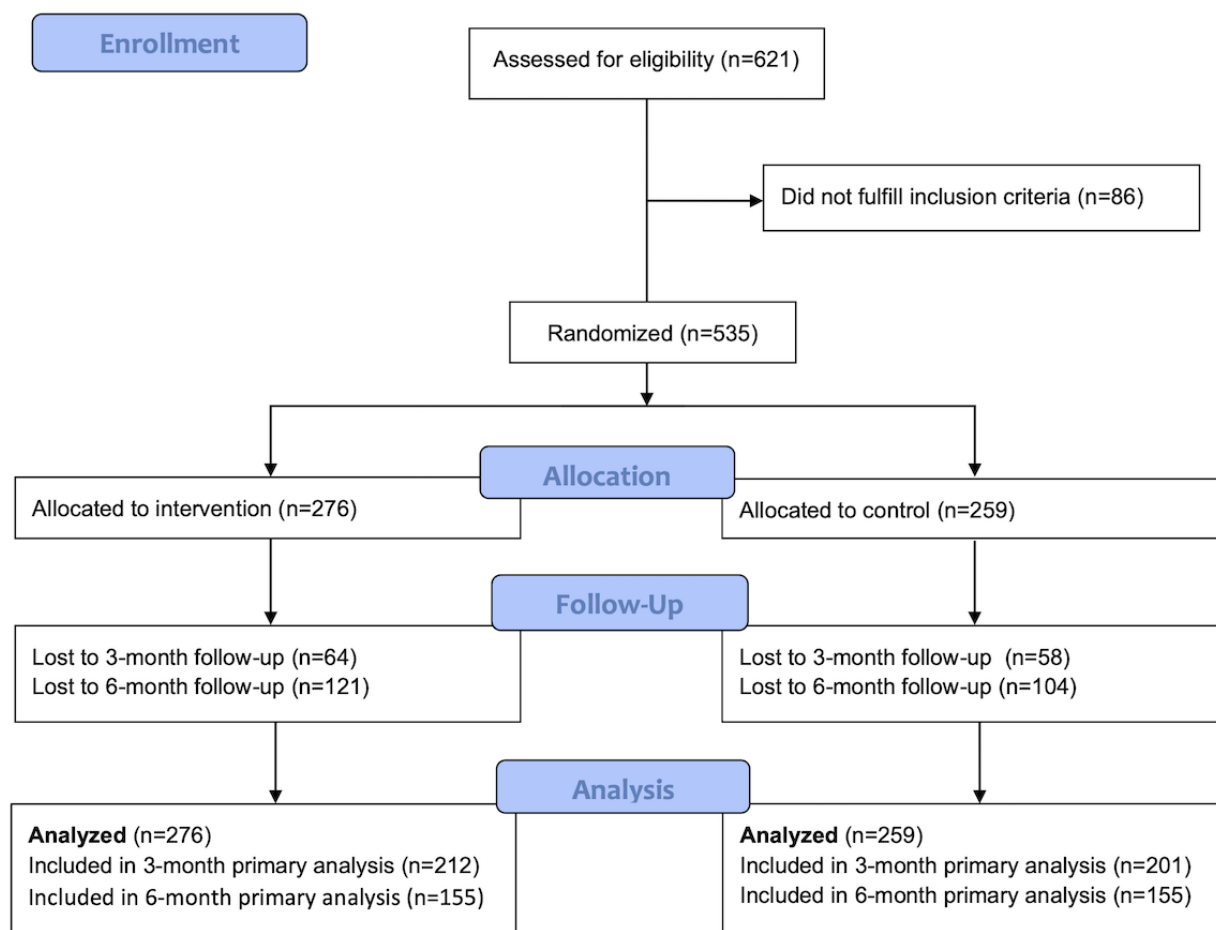 Enrollment
Assessed for eligibility (n=621)
Did not fulfill inclusion criteria (n=86)
Randomized (n=535)
Allocation
Allocated to intervention (n=276)
Allocated to control (n=259)
Follow-Up
Lost to 3-month follow-up (n=64)
Lost to 6-month follow-up (n=121)
Lost to 3-month follow-up  (n=58)
Lost to 6-month follow-up (n=104)
Analysis
Analyzed (n=276)
Included in 3-month primary analysis (n=212)
Included in 6-month primary analysis (n=155)
Analyzed (n=259)
Included in 3-month primary analysis (n=201)
Included in 6-month primary analysis (n=155)